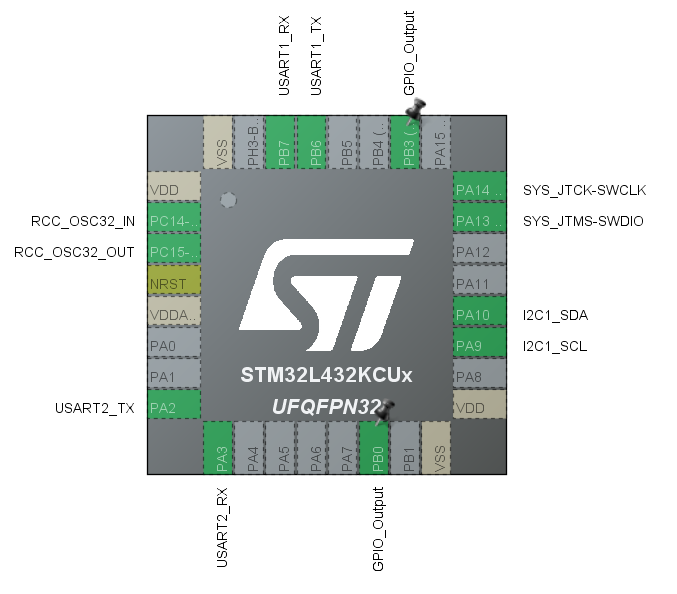 USART1_RX
USART1_TX
GPIO_Output
VSS
PH3-B..
PB7
PB6
PB5
PB4 (..
PB3 (..
PA15 ..
VDD
PC14-..
PC15-..
NRST
VDDA..
PA0
PA1
PA2
RCC_OSC32_IN
RCC_OSC32_OUT
USART2_TX
ST
STM32L432KCUx
UFQFPN32
PA14 ..
PA13 ..
PA12
PA11
PA10
PA9
PA8
VDD
SYS_JTCK-SWCLK
SYS_JTMS-SWDIO
I2C1_SDA
I2C1_SCL
PA3
PA4
PA5
PA6
PA7
PB0
PB1
VSS
USART2_RX
GPIO_Output